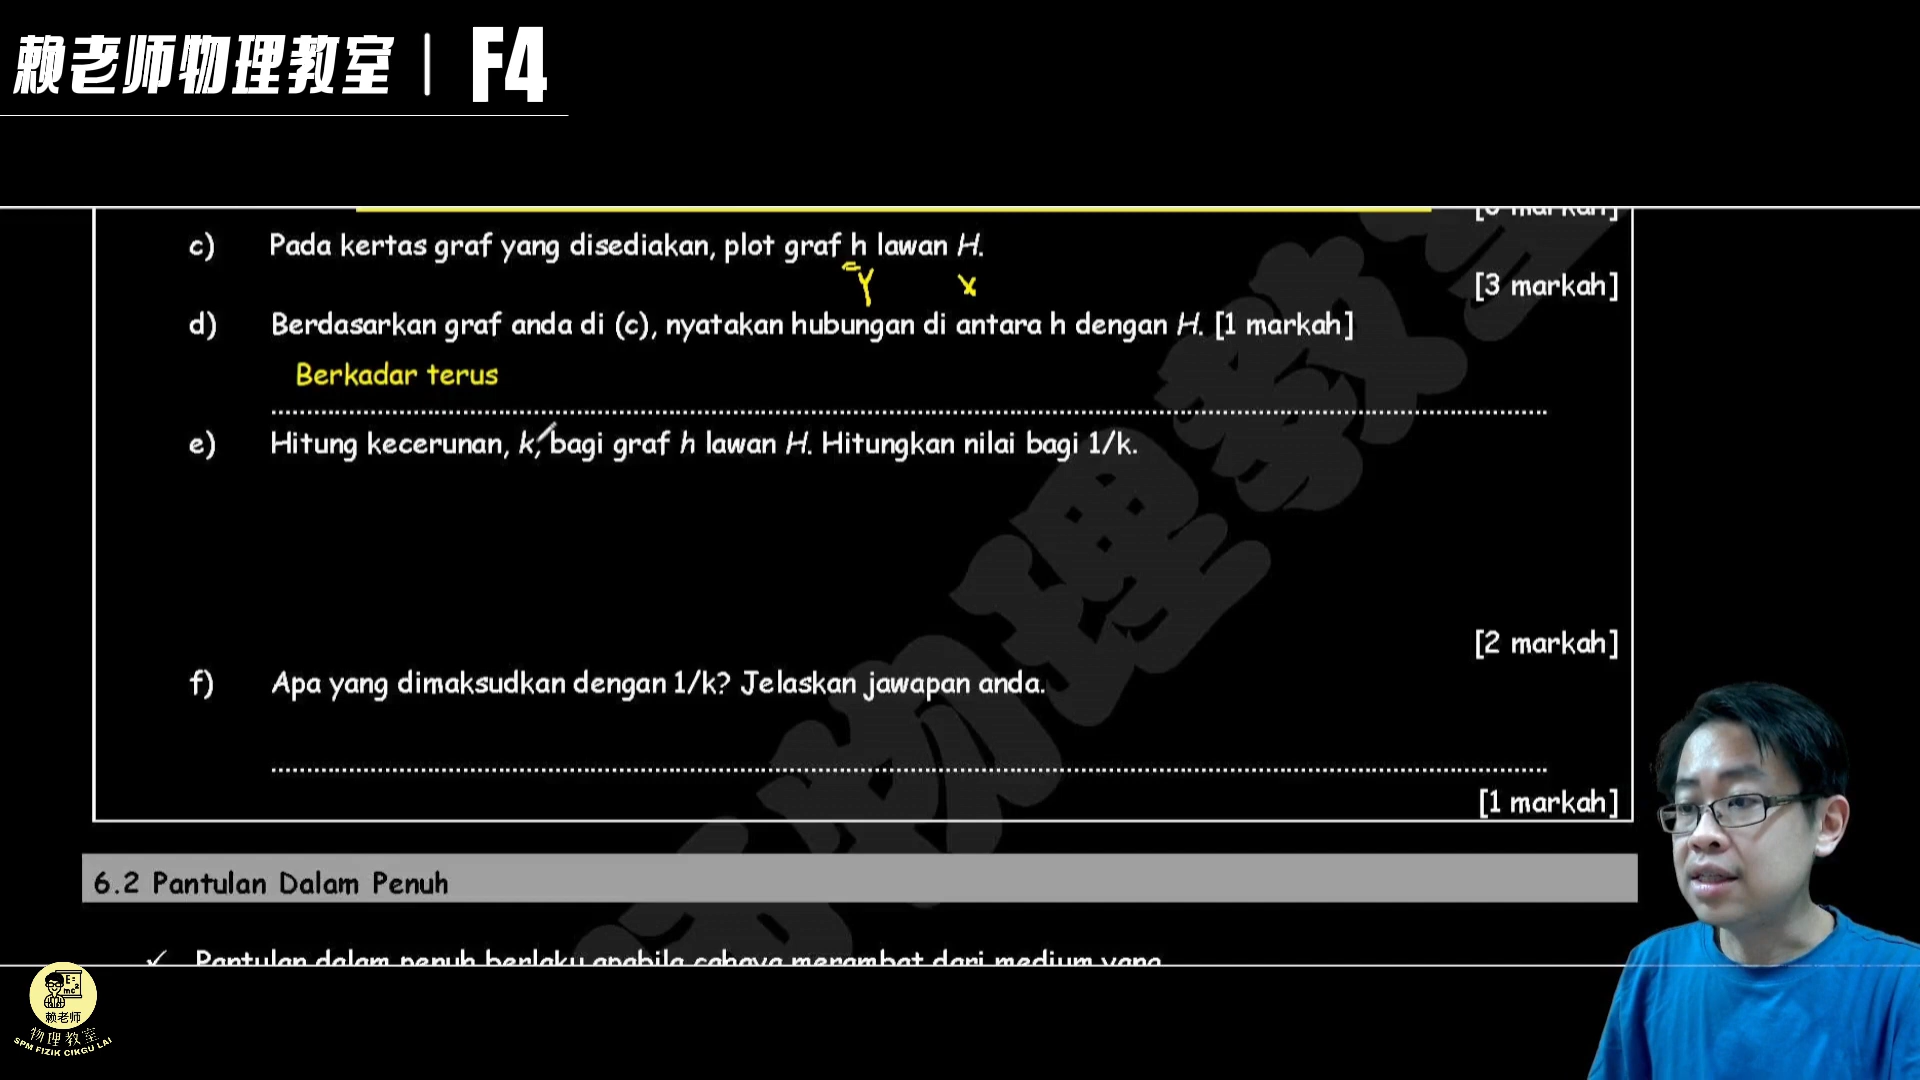 赖老师物理教室 | F4
c) Pada kertas graf yang disediakan, plot graf h lawan H.
Y x
[3 markah]
d) Berdasarkan graf anda di (c), nyatakan hubungan di antara h dengan H. [1 markah]
Berkadar terus
e) Hitung kecerunan, k, bagi graf h lawan H. Hitungkan nilai bagi 1/k.
[2 markah]
f) Apa yang dimaksudkan dengan 1/k? Jelaskan jawapan anda.
[1 markah]
6.2 Pantulan Dalam Penuh
✓ Pantulan dalam penuh berlaku apabila cahaya merambat dari medium yang
赖老师
物理教室
SPM FIZIK CIKGU LAI